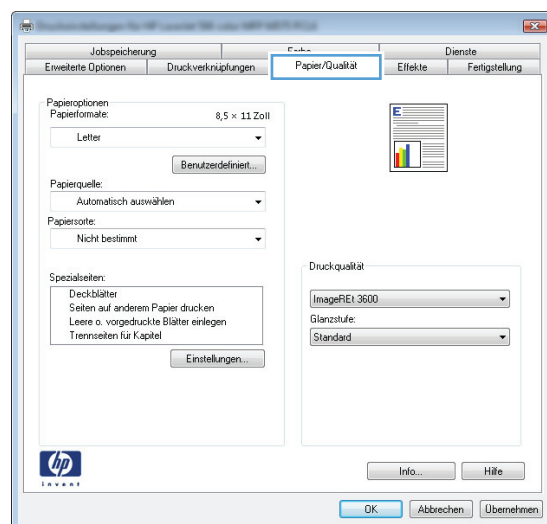 Jobspeicherung Farbe Dienste
Erweiterte Optionen Druckverknüpfungen Papier/Qualität Effekte Fertigstellung
Papieroptionen
Papierformate: 8,5 × 11 Zoll
Letter
Benutzerdefiniert...
Papierquelle:
Automatisch auswählen
Papiersorte:
Nicht bestimmt
Spezialseiten:
Deckblätter
Seiten auf anderem Papier drucken
Leere o. vorgedruckte Blätter einlegen
Trennseiten für Kapitel
Einstellungen...
E
Druckqualität
ImageREt 3600
Glanzstufe:
Standard
hp
invent
Info... Hilfe
OK Abbrechen Übernehmen